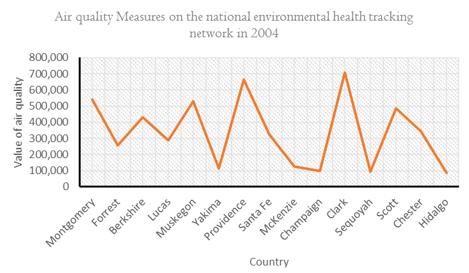 Air quality Measures on the national environmental health tracking
network in 2004
Value of air quality
800,000
700,000
600,000
500,000
400,000
300,000
200,000
100,000
0
Montgomery
Forrest
Berkshire
Lucas
Muskegon
Yakima
Providence
Santa Fe
McKenzie
Champaign
Clark
Sequoyah
Scott
Chester
Hidalgo
Country